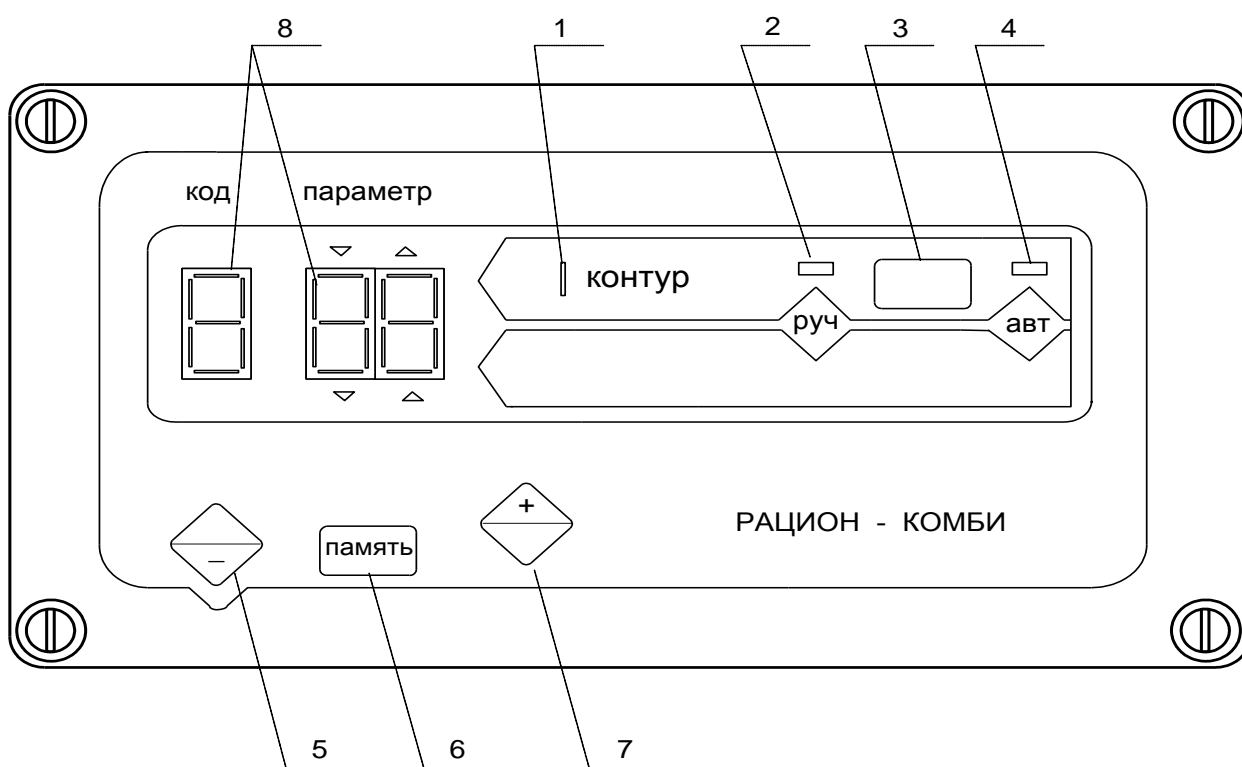 8 1 2 3 4
код параметр
I контур
руч авт
+
–
память
РАЦИОН - КОМБИ
5 6 7